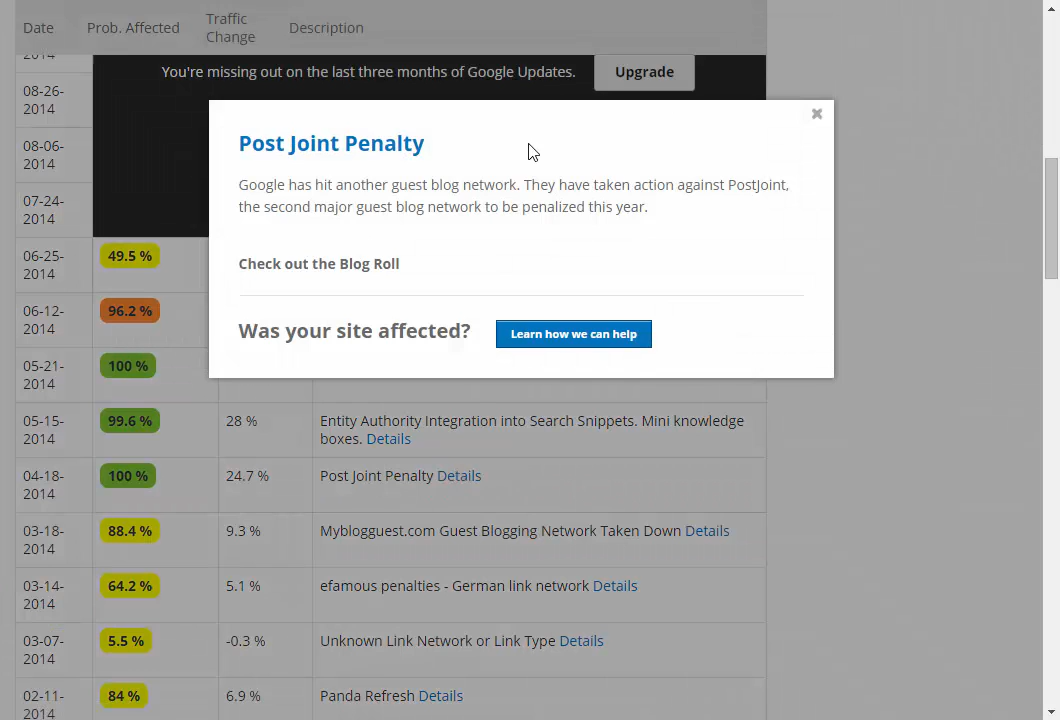 Date Prob. Affected Traffic Change Description
2014
You're missing out on the last three months of Google Updates. Upgrade
08-26-
2014
08-06-
2014
07-24-
2014
Post Joint Penalty
Google has hit another guest blog network. They have taken action against PostJoint,
the second major guest blog network to be penalized this year.
Check out the Blog Roll
Was your site affected? Learn how we can help
06-25-
2014
49.5 %
06-12-
2014
96.2 %
05-21-
2014
100 %
05-15-
2014
99.6 % 28 % Entity Authority Integration into Search Snippets. Mini knowledge
boxes. Details
04-18-
2014
100 % 24.7 % Post Joint Penalty Details
03-18-
2014
88.4 % 9.3 % Myblogguest.com Guest Blogging Network Taken Down Details
03-14-
2014
64.2 % 5.1 % efamous penalties - German link network Details
03-07-
2014
5.5 % -0.3 % Unknown Link Network or Link Type Details
02-11-
2014
84 % 6.9 % Panda Refresh Details